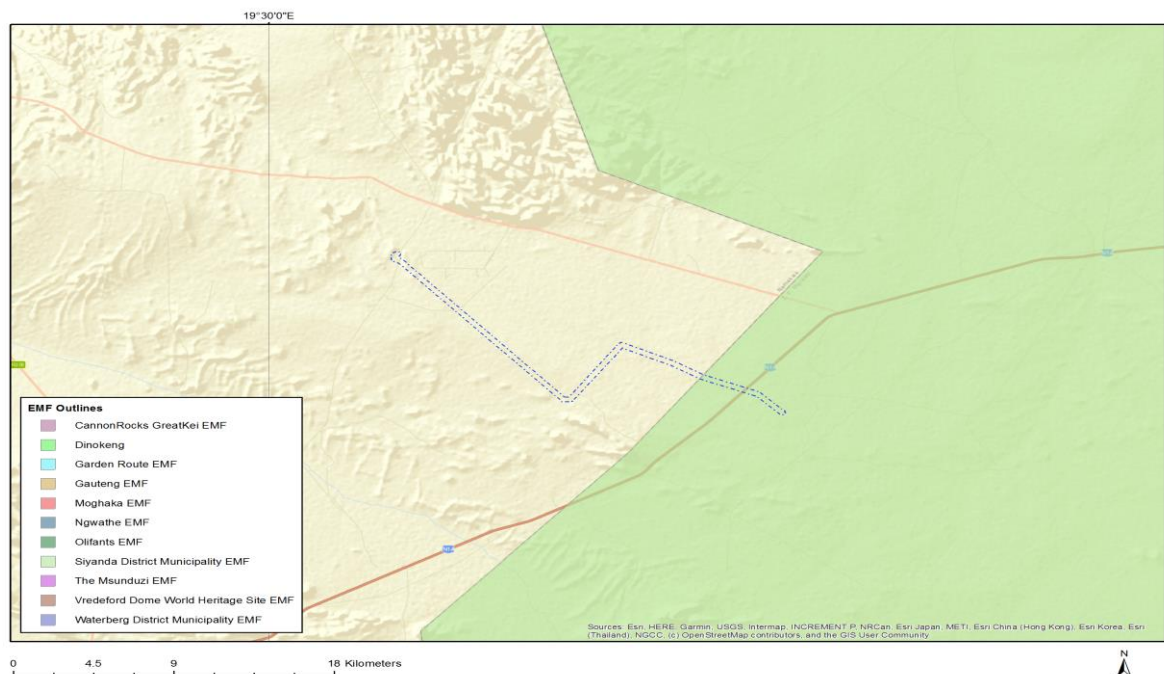 19°30'0"E
EMF Outlines
CannonRocks GreatKei EMF
Dinokeng
Garden Route EMF
Gauteng EMF
Moghaka EMF
Ngwathe EMF
Olifants EMF
Siyanda District Municipality EMF
The Msunduzi EMF
Vredeford Dome World Heritage Site EMF
Waterberg District Municipality EMF
Sources: Esri, HERE, Garmin, USGS, Intermap, INCREMENT P, NRCan, Esri Japan, METI, Esri China (Hong Kong), Esri Korea, Esri
(Thailand), NGCC, (c) OpenStreetMap contributors, and the GIS User Community
0 4.5 9 18 Kilometers
N